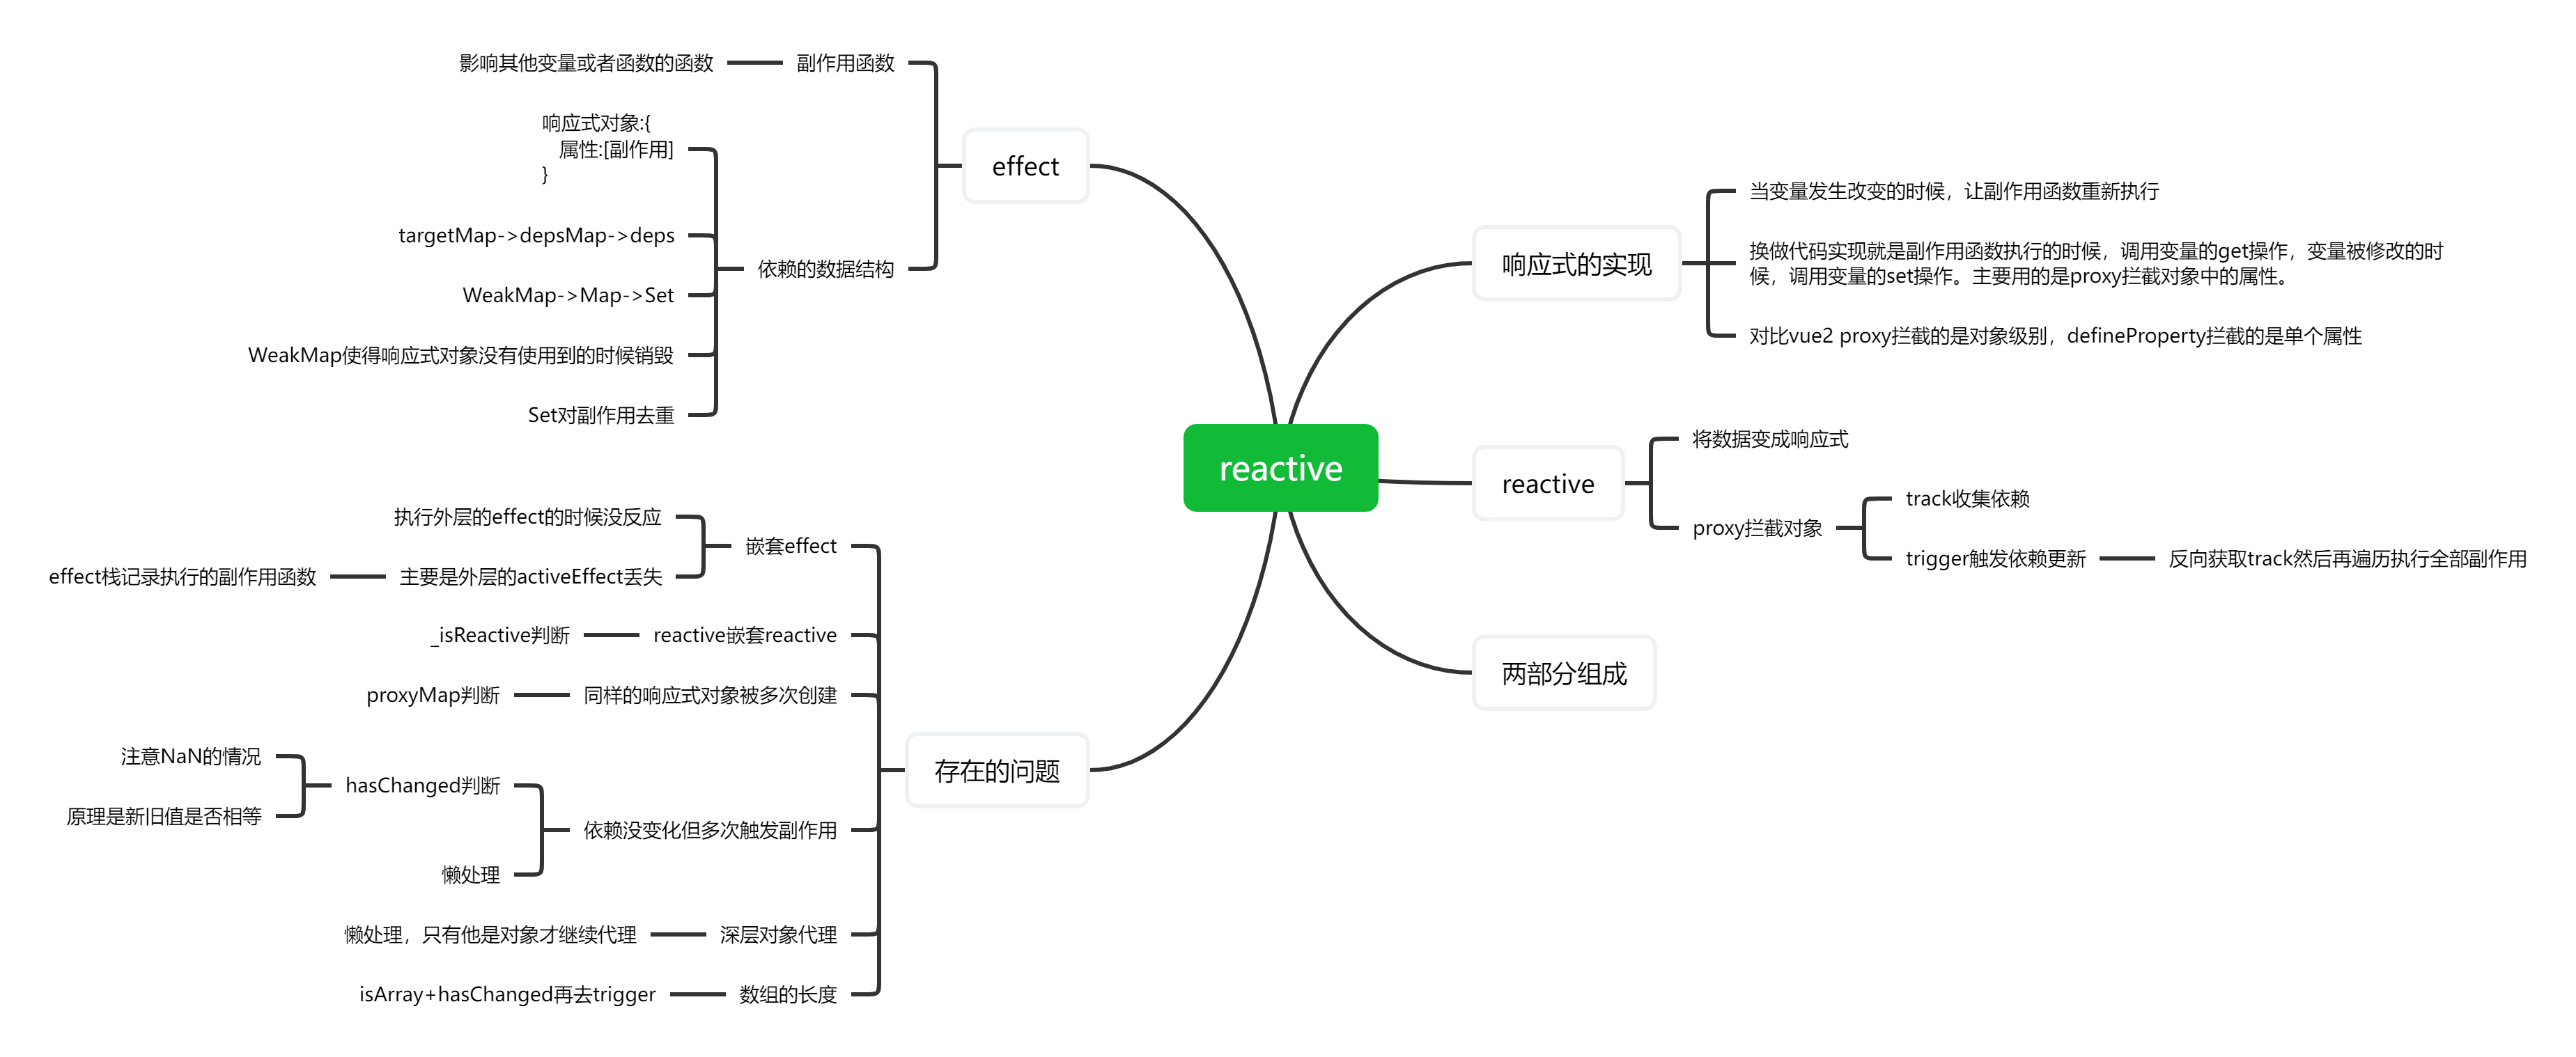 reactive
响应式的实现
当变量发生改变的时候，让副作用函数重新执行
换做代码实现就是副作用函数执行的时候，调用变量的get操作，变量被修改的时
候，调用变量的set操作。主要用的是proxy拦截对象中的属性。
对比vue2 proxy拦截的是对象级别，defineProperty拦截的是单个属性
reactive
将数据变成响应式
proxy拦截对象
track收集依赖
trigger触发依赖更新
反向获取track然后再遍历执行全部副作用
两部分组成
effect
副作用函数
影响其他变量或者函数的函数
依赖的数据结构
响应式对象:{
属性:[副作用]
}
targetMap->depsMap->deps
WeakMap->Map->Set
WeakMap使得响应式对象没有使用到的时候销毁
Set对副作用去重
存在的问题
嵌套effect
执行外层的effect的时候没反应
主要是外层的activeEffect丢失
effect栈记录执行的副作用函数
reactive嵌套reactive
_isReactive判断
同样的响应式对象被多次创建
proxyMap判断
依赖没变化但多次触发副作用
hasChanged判断
注意NaN的情况
原理是新旧值是否相等
懒处理
深层对象代理
懒处理，只有他是对象才继续代理
数组的长度
isArray+hasChanged再去trigger